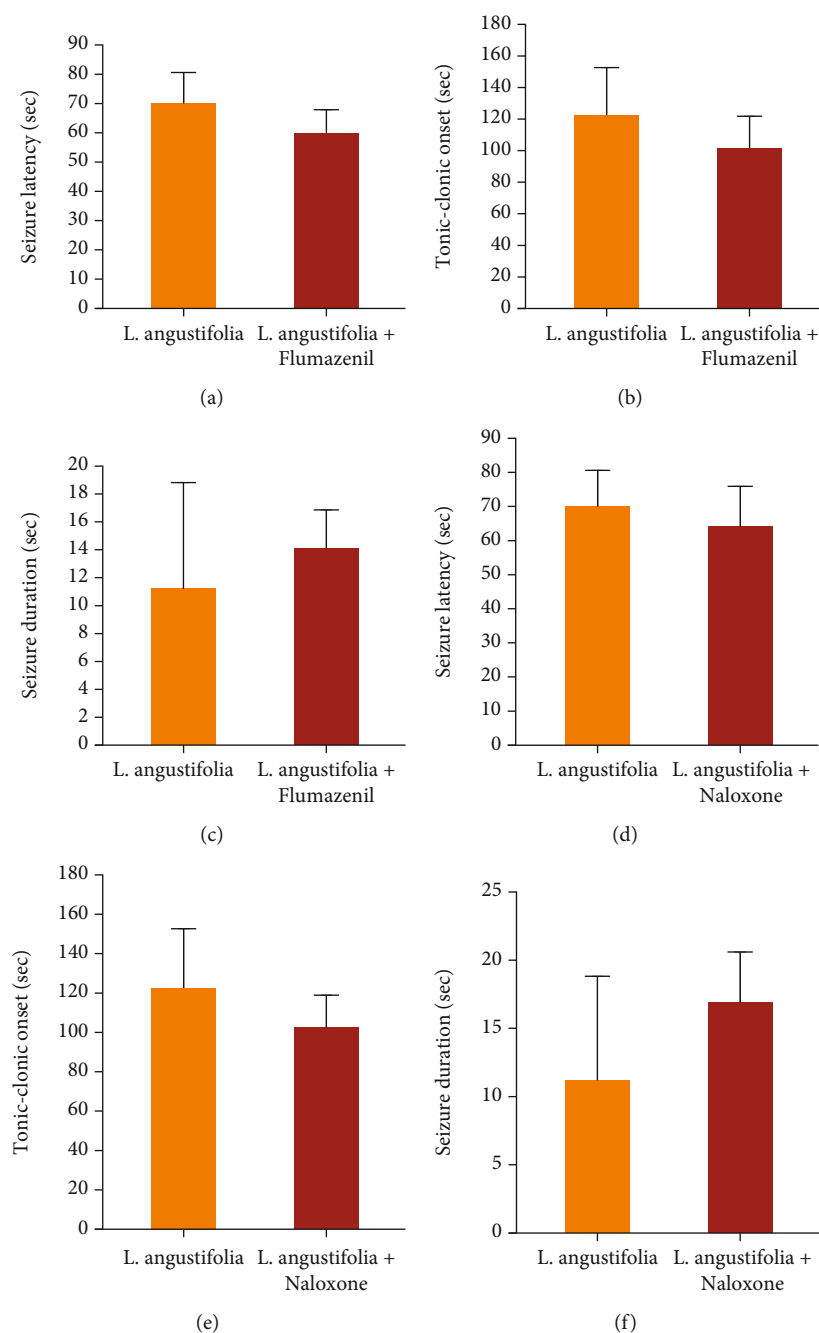 90
80
70
60
50
40
30
20
10
0
Seizure latency (sec)
L. angustifolia
L. angustifolia +
Flumazenil
(a)
180
160
140
120
100
80
60
40
20
0
Tonic-clonic onset (sec)
L. angustifolia
L. angustifolia +
Flumazenil
(b)
20
18
16
14
12
10
8
6
4
2
0
Seizure duration (sec)
L. angustifolia
L. angustifolia +
Flumazenil
(c)
90
80
70
60
50
40
30
20
10
0
Seizure latency (sec)
L. angustifolia
L. angustifolia +
Naloxone
(d)
180
160
140
120
100
80
60
40
20
0
Tonic-clonic onset (sec)
L. angustifolia
L. angustifolia +
Naloxone
(e)
25
20
15
10
5
0
Seizure duration (sec)
L. angustifolia
L. angustifolia +
Naloxone
(f)